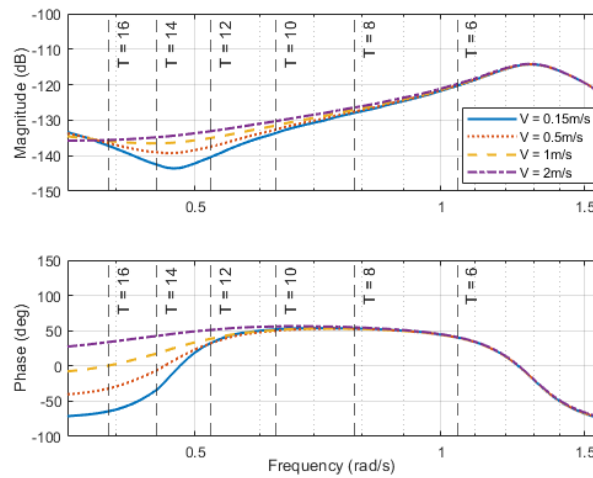 -100
-110
-120
-130
-140
-150
Magnitude (dB)
T = 16
T = 14
T = 12
T = 10
T = 8
T = 6
V = 0.15m/s
V = 0.5m/s
V = 1m/s
V = 2m/s
0.5
1
1.5
150
100
50
0
-50
-100
Phase (deg)
T = 16
T = 14
T = 12
T = 10
T = 8
T = 6
0.5
1
1.5
Frequency (rad/s)